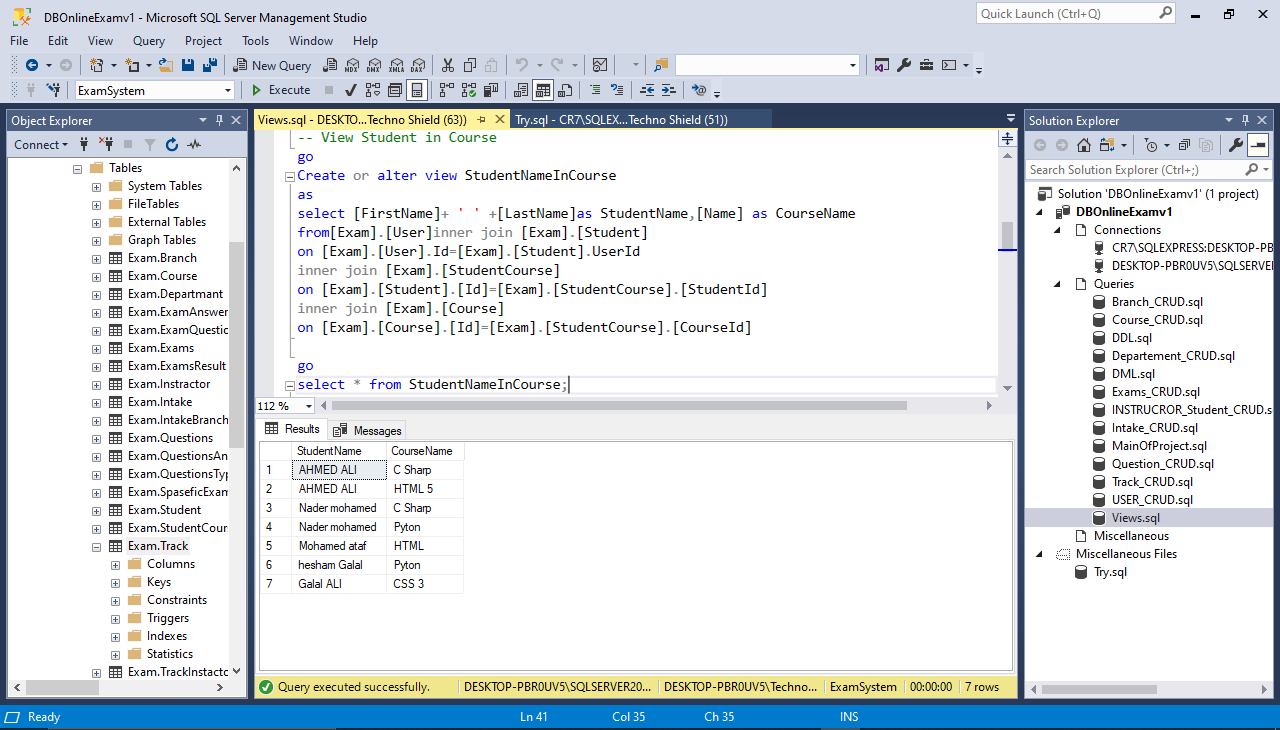 DBOnlineExamv1 - Microsoft SQL Server Management Studio
Quick Launch (Ctrl+Q)
File Edit View Query Project Tools Window Help
New Query
MDX DMX XMLA DAX
ExamSystem
Execute
Object Explorer
Connect
Tables
System Tables
FileTables
External Tables
Graph Tables
Exam.Branch
Exam.Course
Exam.Departmant
Exam.ExamAnswer
Exam.ExamQuestic
Exam.Exams
Exam.ExamsResult
Exam.Instractor
Exam.Intake
Exam.IntakeBranch
Exam.Questions
Exam.QuestionsAn
Exam.QuestionsTyp
Exam.SpaseficExam
Exam.Student
Exam.StudentCour
Exam.Track
Columns
Keys
Constraints
Triggers
Indexes
Statistics
Exam.TrackInstacto
Views.sql - DESKTO...Techno Shield (63))
Try.sql - CR7\SQLEX...Techno Shield (51))
-- View Student in Course
go
Create or alter view StudentNameInCourse
as
select [FirstName]+ ' ' +[LastName]as StudentName,[Name] as CourseName
from[Exam].[User]inner join [Exam].[Student]
on [Exam].[User].Id=[Exam].[Student].UserId
inner join [Exam].[StudentCourse]
on [Exam].[Student].[Id]=[Exam].[StudentCourse].[StudentId]
inner join [Exam].[Course]
on [Exam].[Course].[Id]=[Exam].[StudentCourse].[CourseId]
go
select * from StudentNameInCourse;
112 %
Results Messages
StudentName CourseName
1 AHMED ALI C Sharp
2 AHMED ALI HTML 5
3 Nader mohamed C Sharp
4 Nader mohamed Pyton
5 Mohamed ataf HTML
6 hesham Galal Pyton
7 Galal ALI CSS 3
Query executed successfully. DESKTOP-PBR0UV5\SQLSERVER20... DESKTOP-PBR0UV5\Techno... ExamSystem 00:00:00 7 rows
Solution Explorer
Search Solution Explorer (Ctrl+;)
Solution 'DBOnlineExamv1' (1 project)
DBOnlineExamv1
Connections
CR7\SQLEXPRESS:DESKTOP-PB
DESKTOP-PBR0UV5\SQLSERVER
Queries
Branch_CRUD.sql
Course_CRUD.sql
DDL.sql
Departement_CRUD.sql
DML.sql
Exams_CRUD.sql
INSTRUCROR_Student_CRUD.s
Intake_CRUD.sql
MainOfProject.sql
Question_CRUD.sql
Track_CRUD.sql
USER_CRUD.sql
Views.sql
Miscellaneous
Miscellaneous Files
Try.sql
Ready Ln 41 Col 35 Ch 35 INS